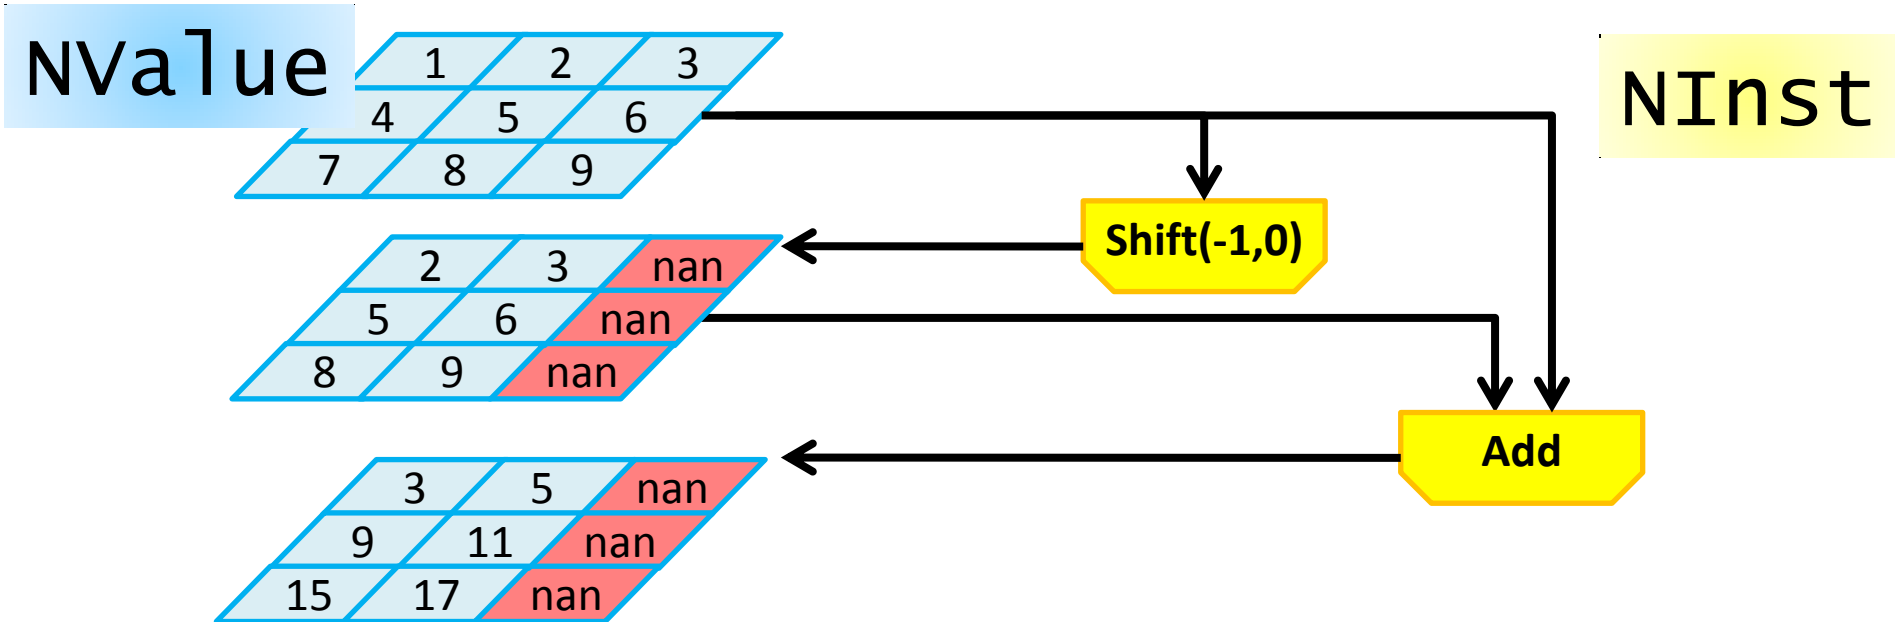 NValue
NInst
1 2 3
4 5 6
7 8 9
Shift(-1,0)
2 3 nan
5 6 nan
8 9 nan
Add
3 5 nan
9 11 nan
15 17 nan